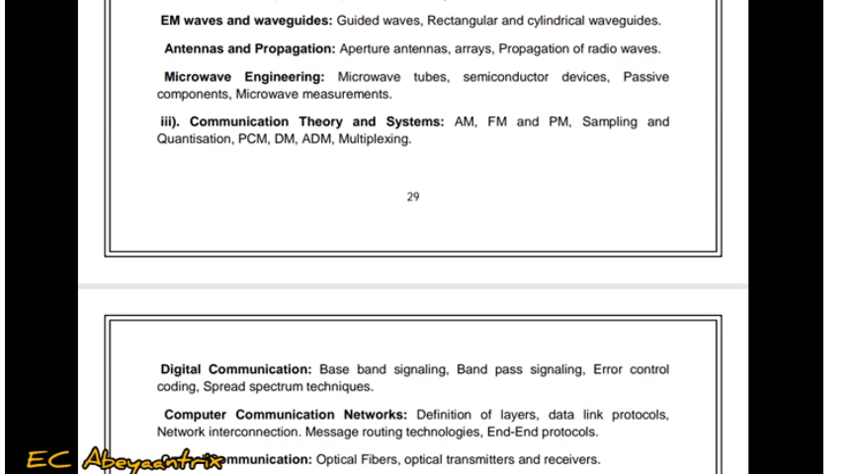 EM waves and waveguides: Guided waves, Rectangular and cylindrical waveguides.
Antennas and Propagation: Aperture antennas, arrays, Propagation of radio waves.
Microwave Engineering: Microwave tubes, semiconductor devices, Passive
components, Microwave measurements.
iii). Communication Theory and Systems: AM, FM and PM, Sampling and
Quantisation, PCM, DM, ADM, Multiplexing.
29
Digital Communication: Base band signaling, Band pass signaling, Error control
coding, Spread spectrum techniques.
Computer Communication Networks: Definition of layers, data link protocols,
Network interconnection. Message routing technologies, End-End protocols.
EC Abeyaantrix
Communication: Optical Fibers, optical transmitters and receivers.